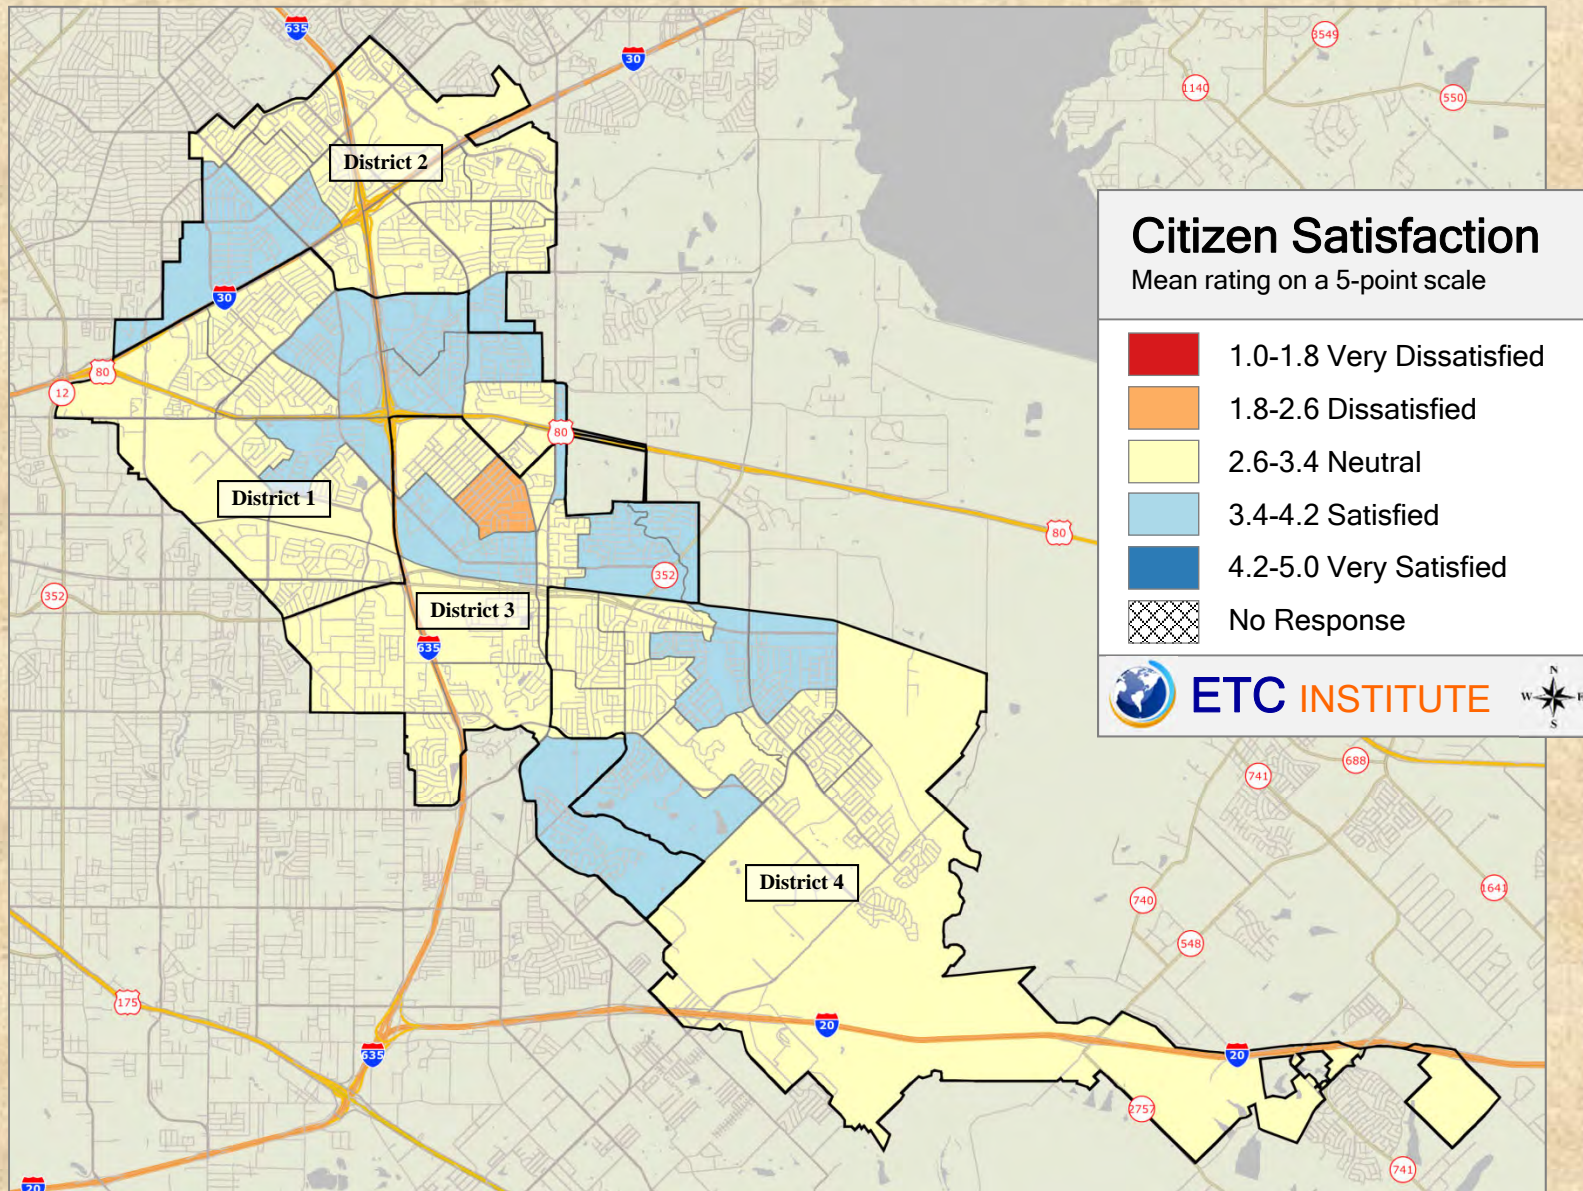 635
30
3549
1140
550
District 2
Citizen Satisfaction
Mean rating on a 5-point scale
30
1.0-1.8 Very Dissatisfied
80
12
1.8-2.6 Dissatisfied
80
2.6-3.4 Neutral
District 1
3.4-4.2 Satisfied
80
4.2-5.0 Very Satisfied
352
352
District 3
No Response
635
ETC INSTITUTE
N
W E
S
688
741
District 4
1641
740
548
175
20
635
20
2757
741
20